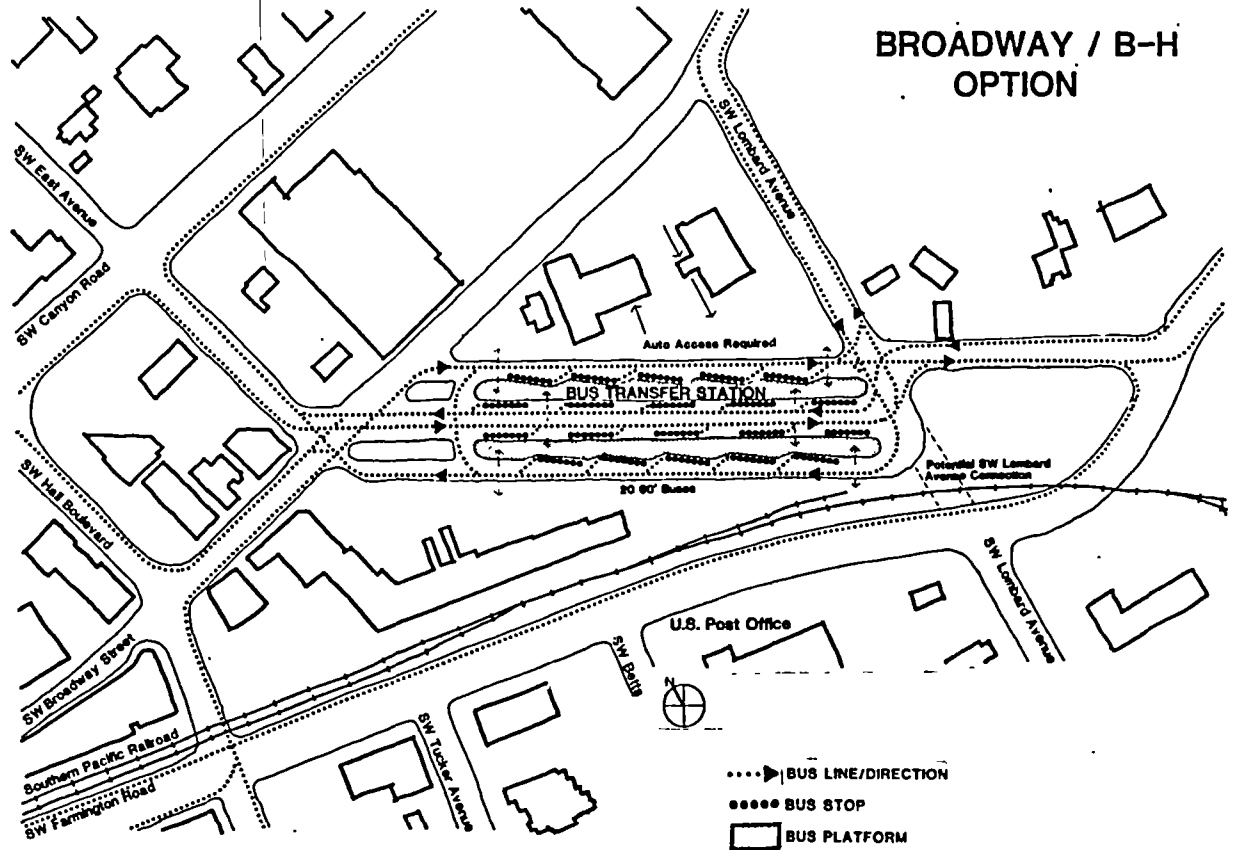 BROADWAY / B-H
OPTION
SW Lombard Avenue
SW East Avenue
SW Canyon Road
Auto Access Required
BUS TRANSFER STATION
SW Hall Boulevard
20 60' Buses
Potential SW Lombard
Avenue Connection
SW Lombard Avenue
U.S. Post Office
SW Betts
N
SW Broadway Street
Southern Pacific Railroad
SW Farmington Road
SW Tucker Avenue
BUS LINE/DIRECTION
BUS STOP
BUS PLATFORM